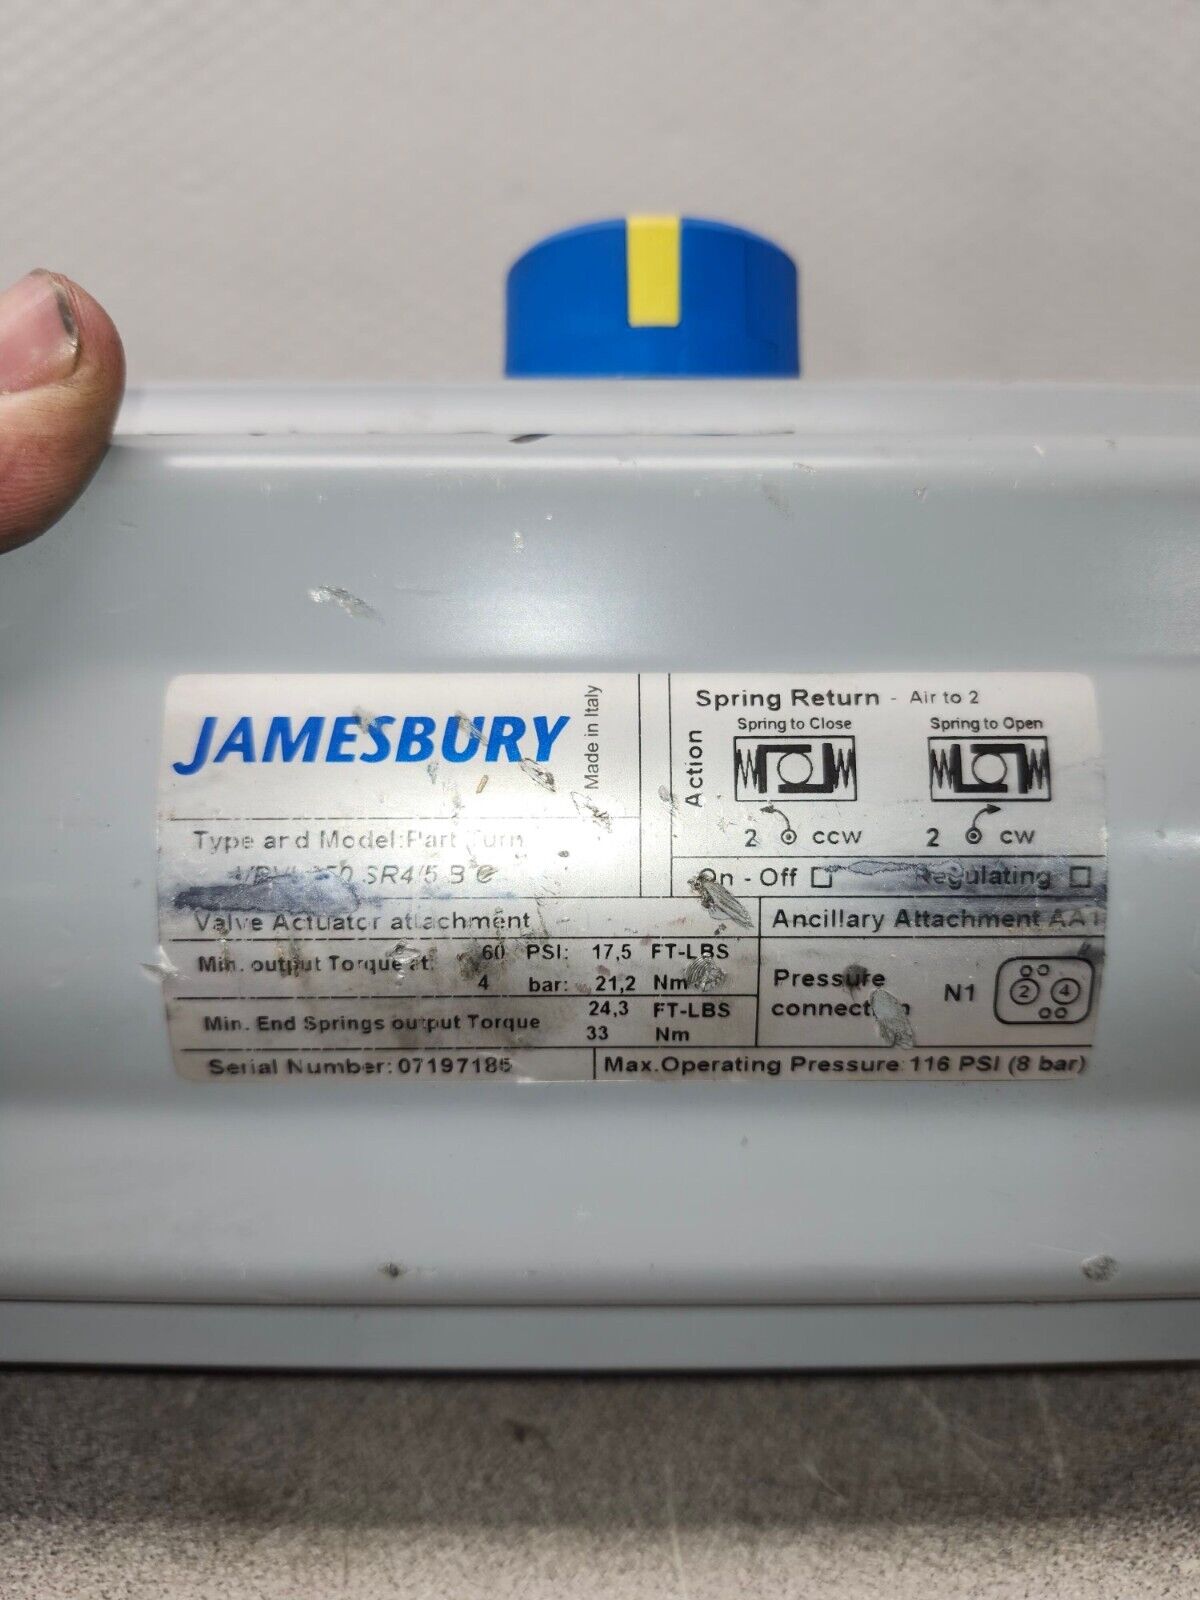 JAMESBURY
Made in Italy
Type and Model: Part Turn
SR4/5 B C
Action
Spring Return - Air to 2
Spring to Close
Spring to Open
2 CCW
2 CW
On - Off
Regulating
Valve Actuator attachment
Ancillary Attachment AA1
Min. output Torque at: 60 PSI: 17,5 FT-LBS
4 bar: 21,2 Nm
Min. End Springs output Torque 24,3 FT-LBS
33 Nm
Pressure
connection
N1
2 4
Serial Number: 07197185
Max.Operating Pressure: 116 PSI (8 bar)